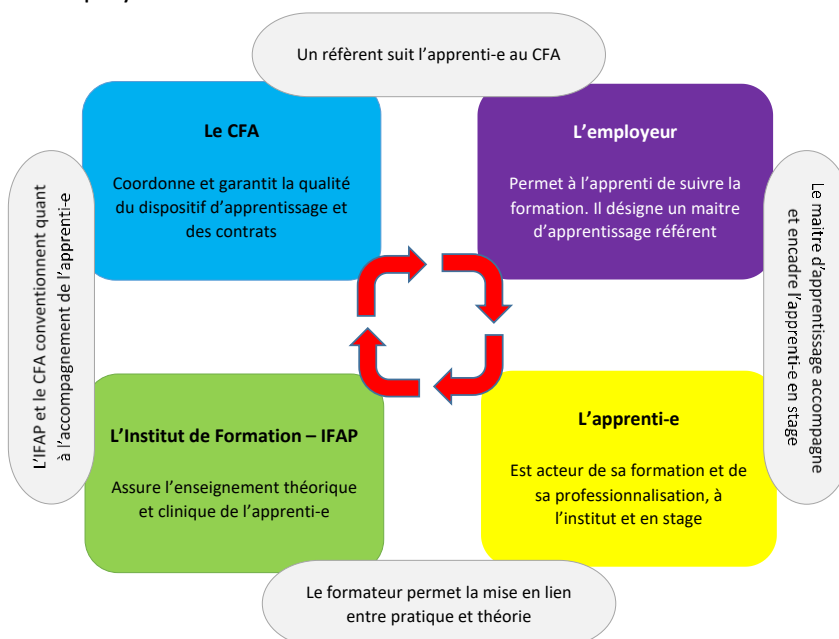 Un réfèrent suit l'apprenti-e au CFA
Le CFA
Coordonne et garantit la qualité
du dispositif d'apprentissage et
des contrats
L'employeur
Permet à l'apprenti de suivre la
formation. Il désigne un maitre
d'apprentissage référent
L'IFAP et le CFA conventionnent quant
à l'accompagnement de l'apprenti-e
Le maitre d'apprentissage accompagne
et encadre l'apprenti-e en stage
L'Institut de Formation – IFAP
Assure l'enseignement théorique
et clinique de l'apprenti-e
L'apprenti-e
Est acteur de sa formation et de
sa professionnalisation, à
l'institut et en stage
Le formateur permet la mise en lien
entre pratique et théorie